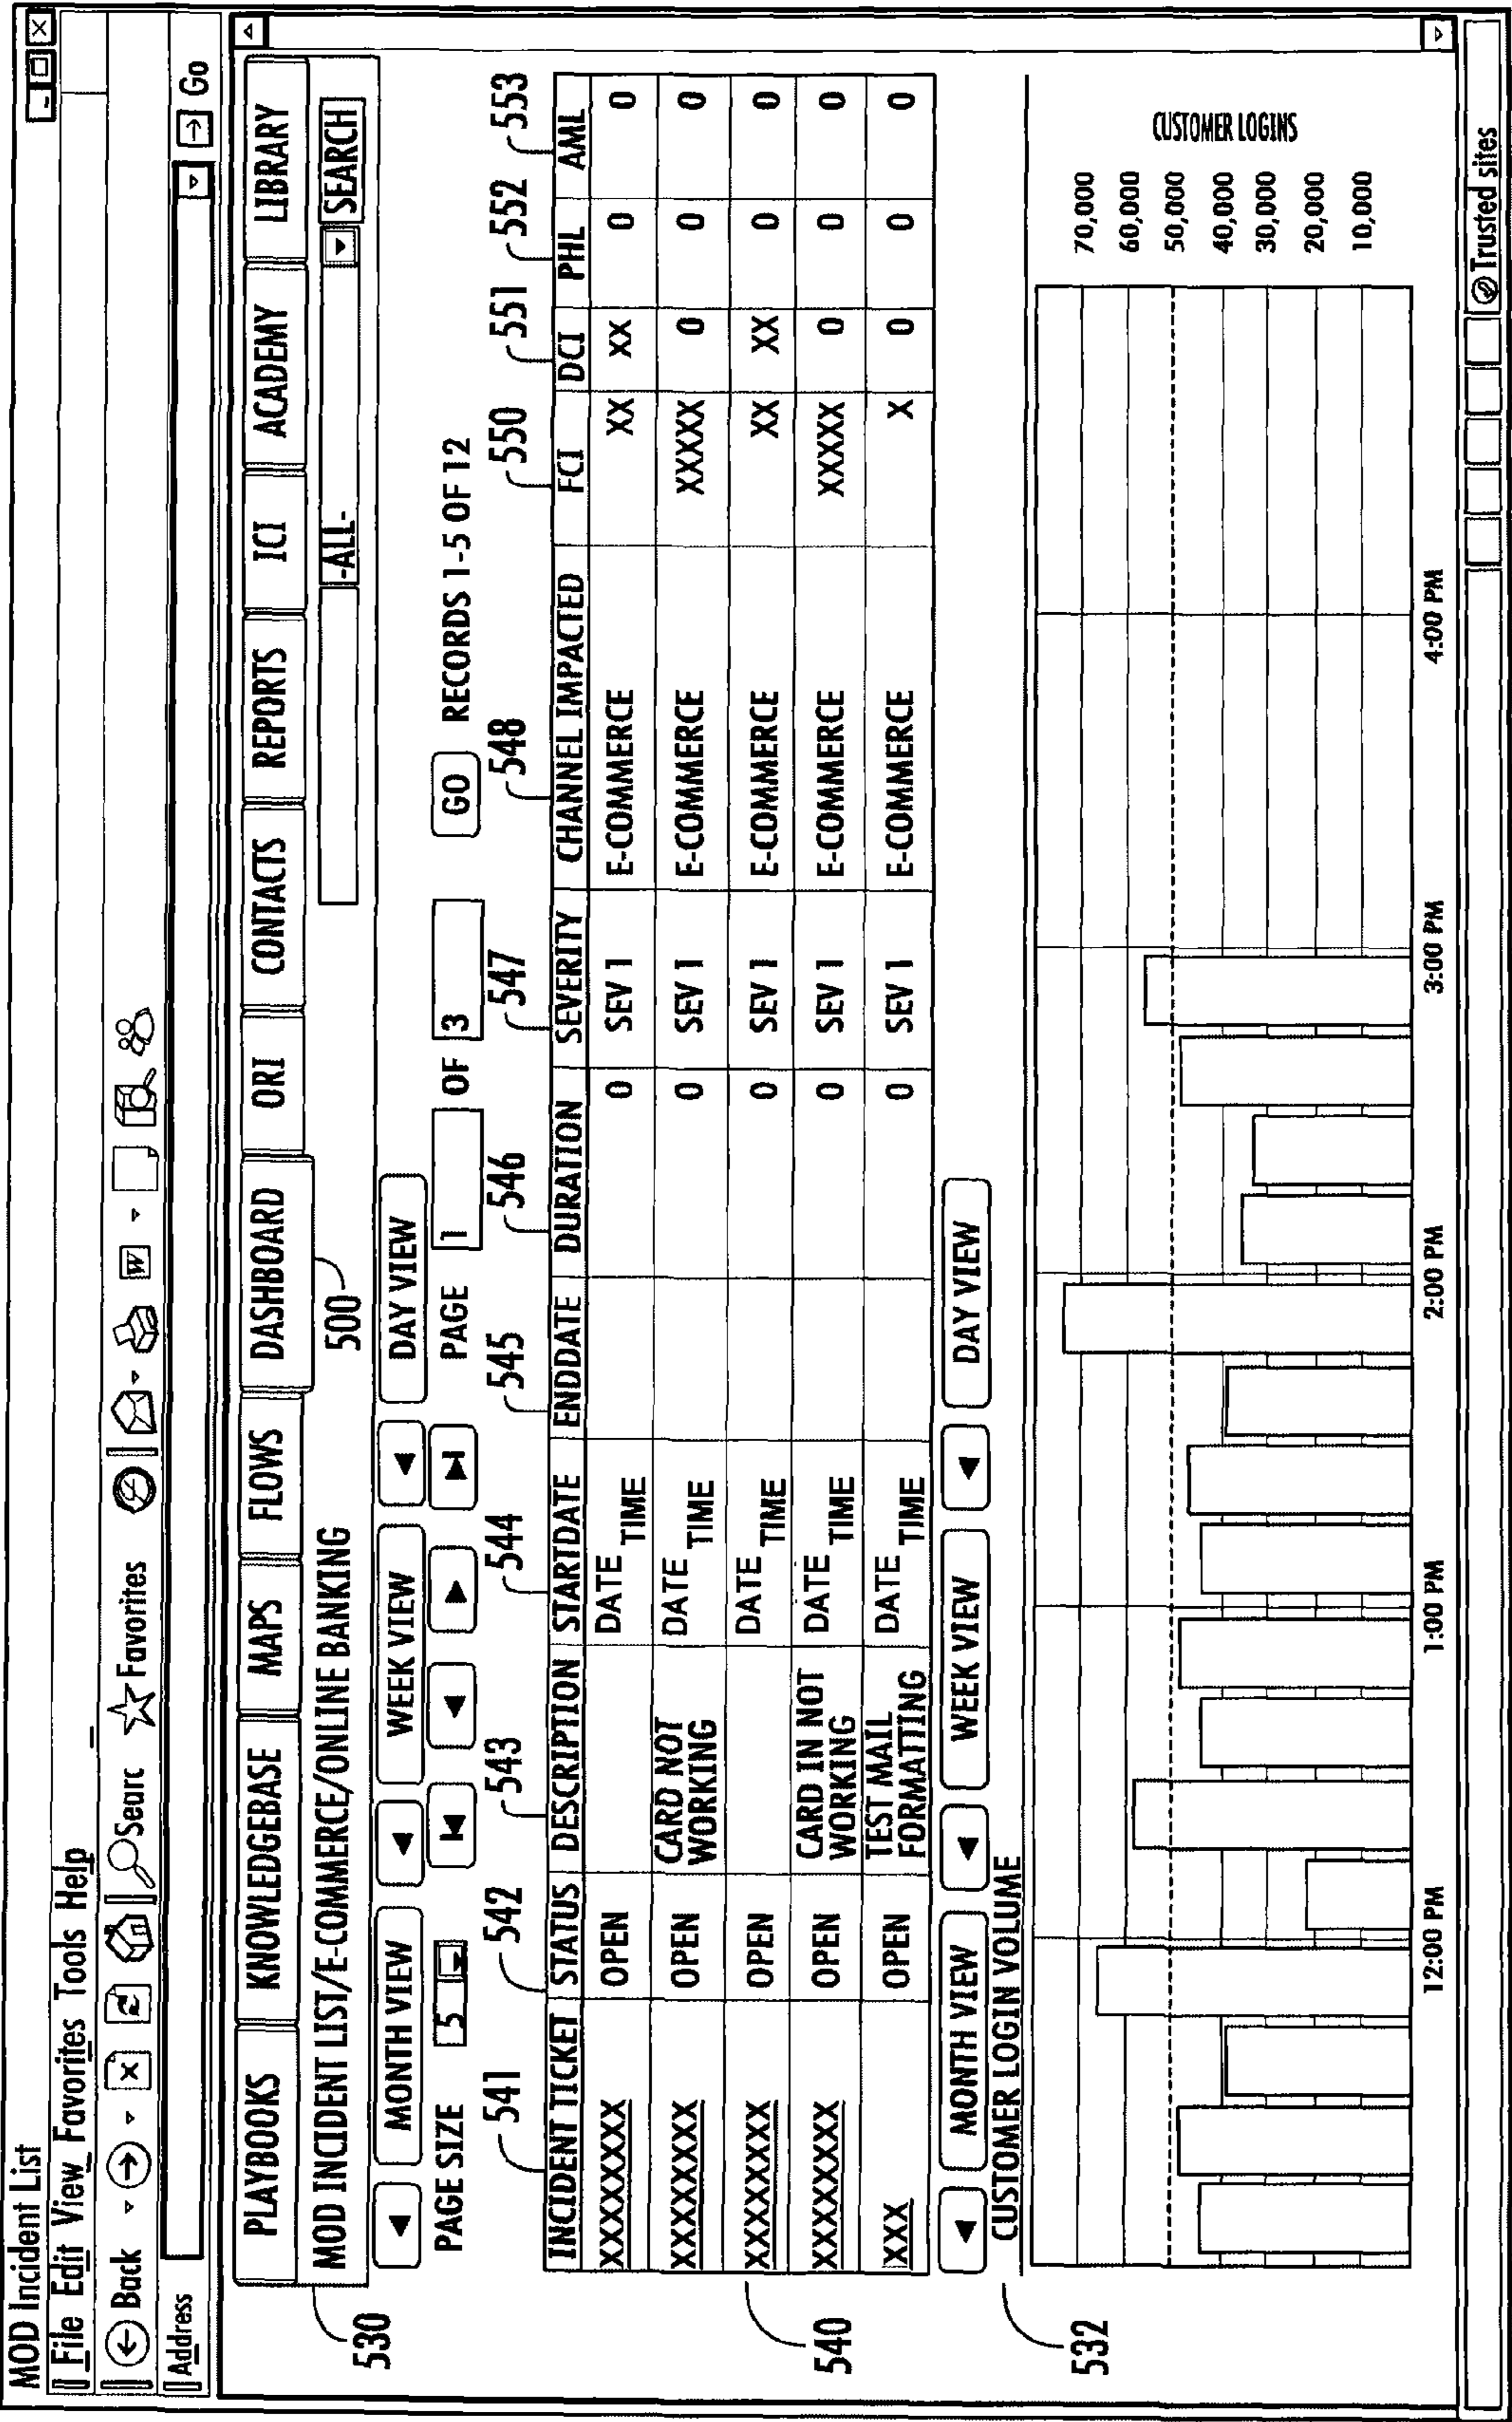 MOD Incident List
File Edit View Favorites Tools Help
Back Searc Favorites W
Address Go
PLAYBOOKS KNOWLEDGEBASE MAPS FLOWS DASHBOARD ORI CONTACTS REPORTS ICI ACADEMY LIBRARY
530 MOD INCIDENT LIST/E-COMMERCE/ONLINE BANKING 500 -ALL- SEARCH
MONTH VIEW WEEK VIEW DAY VIEW
PAGE SIZE 5 PAGE 1 OF 3 GO RECORDS 1-5 OF 12
541 542 543 544 545 546 547 548 550 551 552 553
INCIDENT TICKET STATUS DESCRIPTION STARTDATE ENDDATE DURATION SEVERITY CHANNEL IMPACTED FCI DCI PHL AML
XXXXXXXX OPEN DATE TIME 0 SEV 1 E-COMMERCE XX XX 0 0
XXXXXXXX OPEN CARD NOT WORKING DATE TIME 0 SEV 1 E-COMMERCE XXXXX 0 0 0
XXXXXXXX OPEN DATE TIME 0 SEV 1 E-COMMERCE XX XX 0 0
XXXXXXXX OPEN CARD IN NOT WORKING DATE TIME 0 SEV 1 E-COMMERCE XXXXX 0 0 0
XXX OPEN TEST MAIL FORMATTING DATE TIME 0 SEV 1 E-COMMERCE X 0 0 0
540
MONTH VIEW WEEK VIEW DAY VIEW
CUSTOMER LOGIN VOLUME
532
70,000
60,000
50,000
40,000
30,000
20,000
10,000
CUSTOMER LOGINS
12:00 PM 1:00 PM 2:00 PM 3:00 PM 4:00 PM
Trusted sites